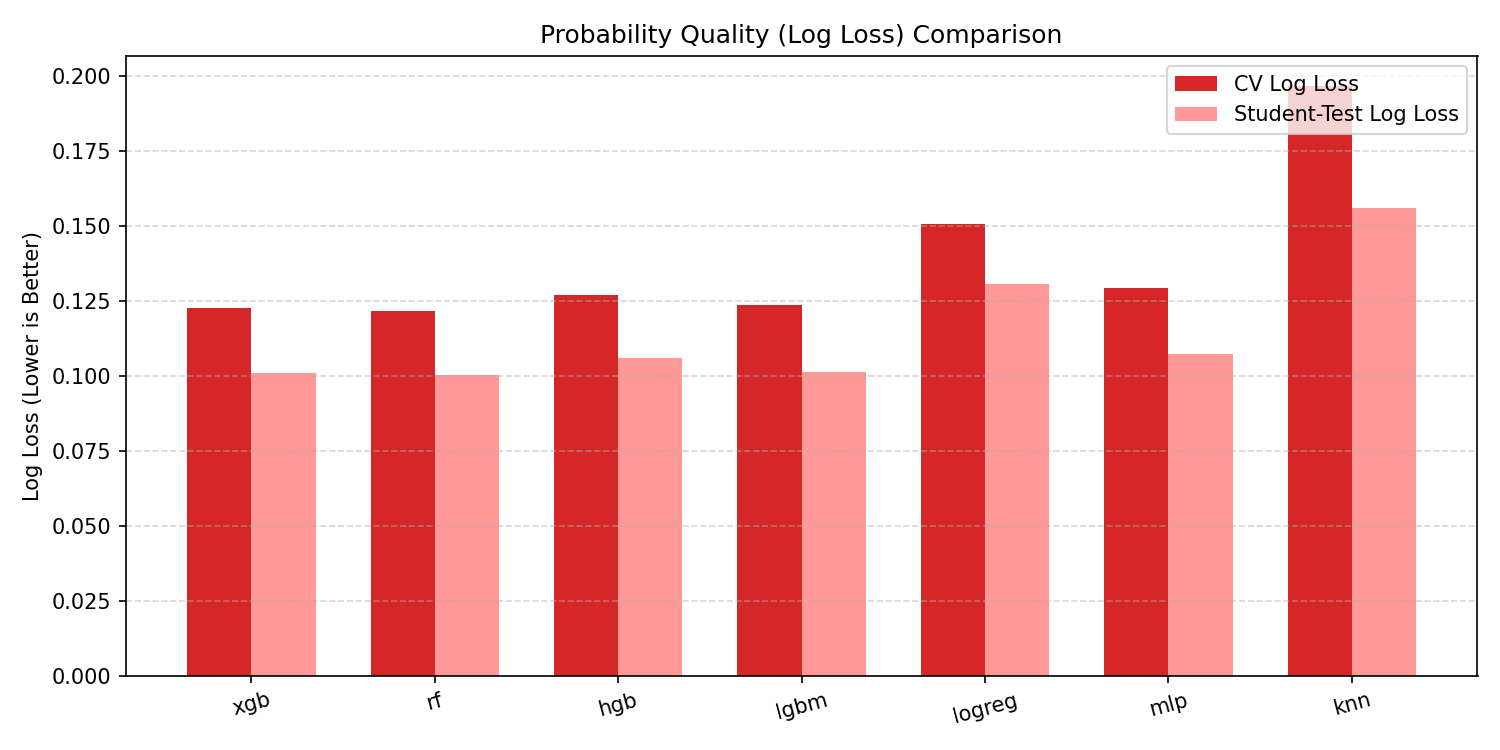 Probability Quality (Log Loss) Comparison
CV Log Loss
Student-Test Log Loss
Log Loss (Lower is Better)
0.200
0.175
0.150
0.125
0.100
0.075
0.050
0.025
0.000
xgb
rf
hgb
lgbm
logreg
mlp
knn